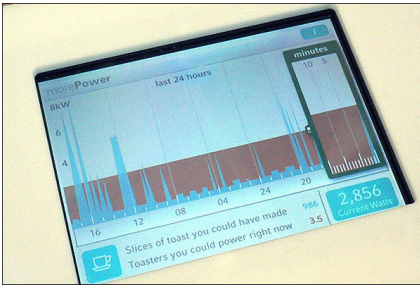 morePower
i
last 24 hours
minutes
10 5
8kW
6
4
16 12 08 04 24 20
Slices of toast you could have made 986
Toasters you could power right now 3.5
2,856
Current Watts